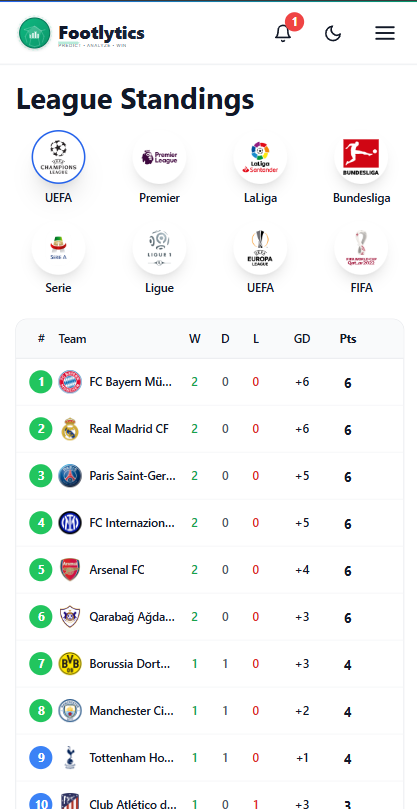 Footlytics
PREDICT • ANALYZE • WIN
1
League Standings
CHAMPIONS
LEAGUE
Premier
League
LaLiga
Santander
BUNDESLIGA
UEFA Premier LaLiga Bundesliga
SERIE A
LIGUE 1
EUROPA
LEAGUE
FIFA WORLD CUP
Qatar2022
Serie Ligue UEFA FIFA
# Team W D L GD Pts
1 FC Bayern Mü... 2 0 0 +6 6
2 Real Madrid CF 2 0 0 +6 6
3 Paris Saint-Ger... 2 0 0 +5 6
4 FC Internazion... 2 0 0 +5 6
5 Arsenal FC 2 0 0 +4 6
6 Qarabağ Ağda... 2 0 0 +3 6
7 Borussia Dort... 1 1 0 +3 4
8 Manchester Ci... 1 1 0 +2 4
9 Tottenham Ho... 1 1 0 +1 4
10 Club Atlético d... 1 0 1 +3 3